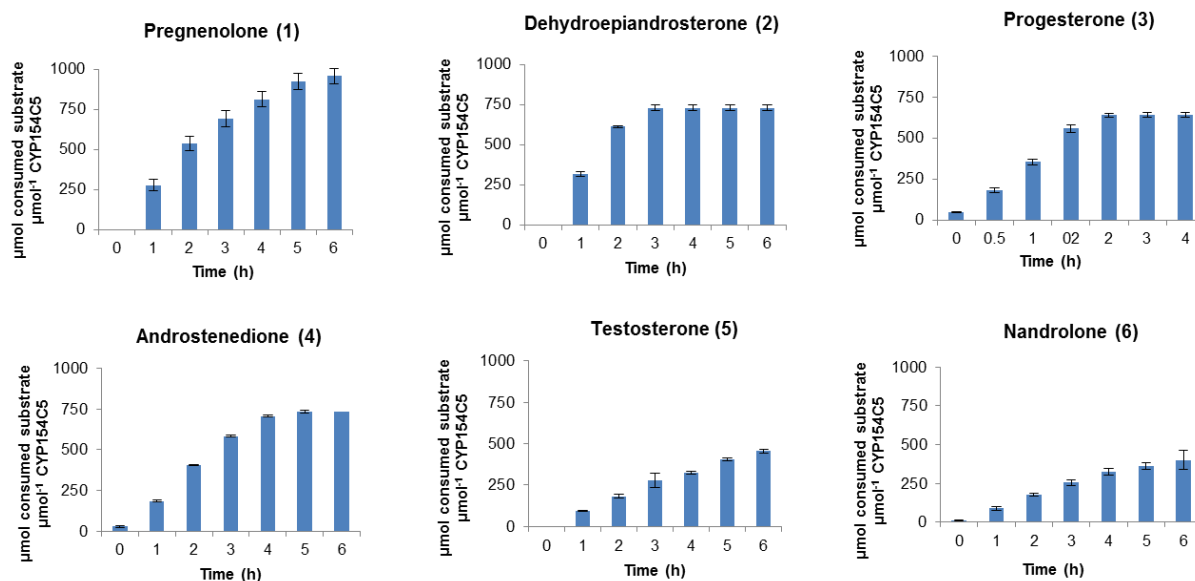 Pregnenolone (1)
µmol consumed substrate
µmol⁻¹ CYP154C5
1000
750
500
250
0
0 1 2 3 4 5 6
Time (h)
Dehydroepiandrosterone (2)
µmol consumed substrate
µmol⁻¹ CYP154C5
1000
750
500
250
0
0 1 2 3 4 5 6
Time (h)
Progesterone (3)
µmol consumed substrate
µmol⁻¹ CYP154C5
1000
750
500
250
0
0 0.5 1 02 2 3 4
Time (h)
Androstenedione (4)
µmol consumed substrate
µmol⁻¹ CYP154C5
1000
750
500
250
0
0 1 2 3 4 5 6
Time (h)
Testosterone (5)
µmol consumed substrate
µmol⁻¹ CYP154C5
1000
750
500
250
0
0 1 2 3 4 5 6
Time (h)
Nandrolone (6)
µmol consumed substrate
µmol⁻¹ CYP154C5
1000
750
500
250
0
0 1 2 3 4 5 6
Time (h)